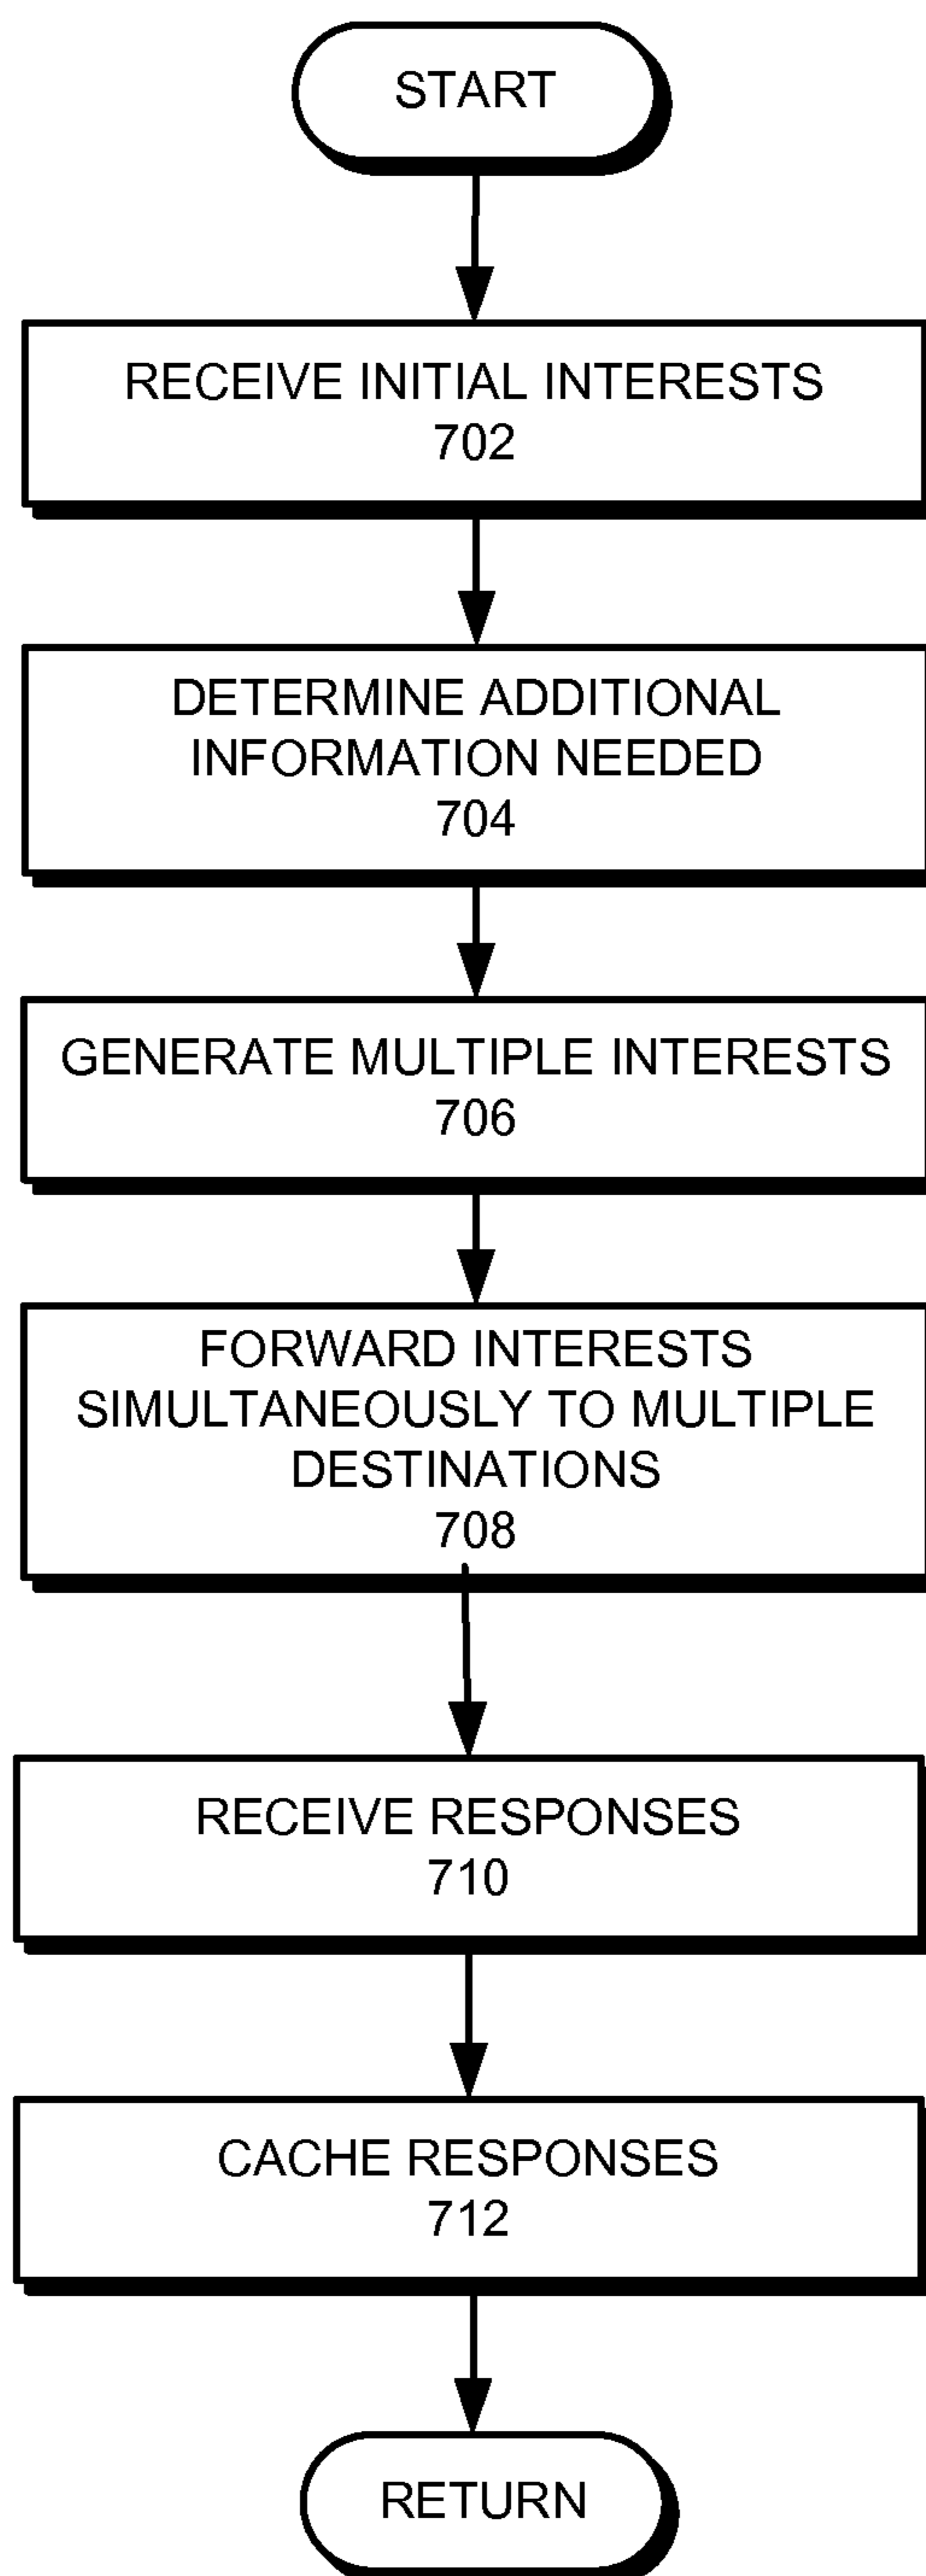 START
RECEIVE INITIAL INTERESTS
702
DETERMINE ADDITIONAL
INFORMATION NEEDED
704
GENERATE MULTIPLE INTERESTS
706
FORWARD INTERESTS
SIMULTANEOUSLY TO MULTIPLE
DESTINATIONS
708
RECEIVE RESPONSES
710
CACHE RESPONSES
712
RETURN